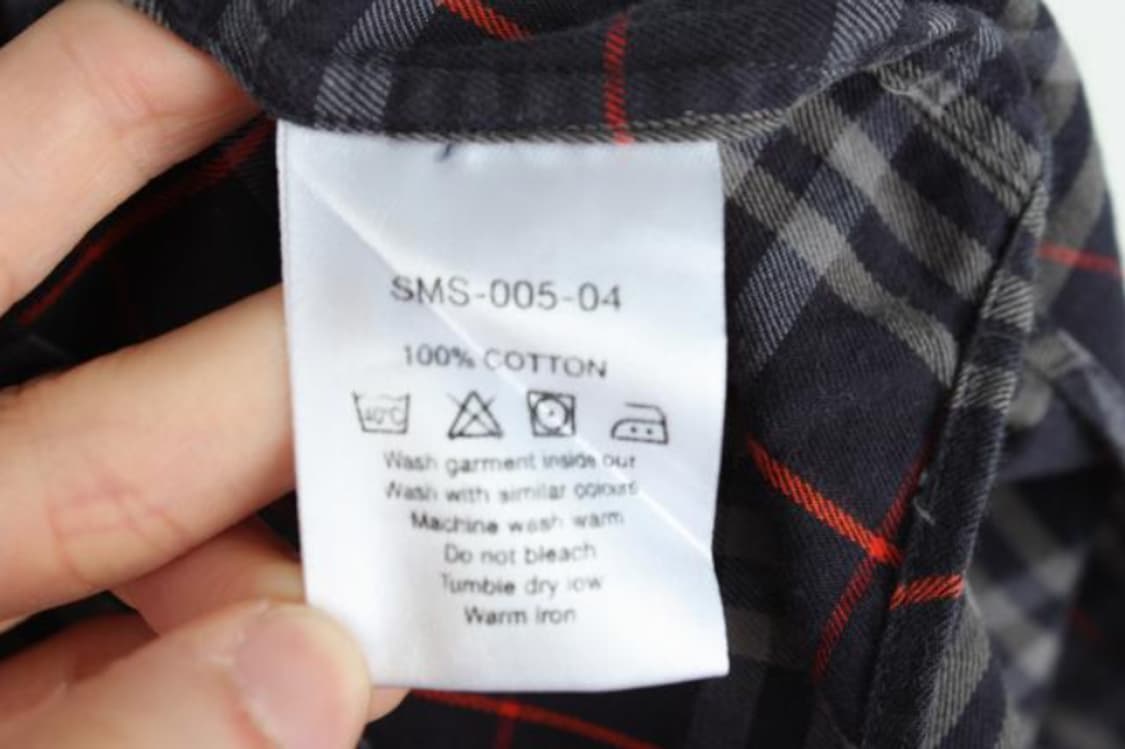 SMS-005-04
100% COTTON
40°C
Wash garment inside out
Wash with similar colours
Machine wash warm
Do not bleach
Tumble dry low
Warm Iron